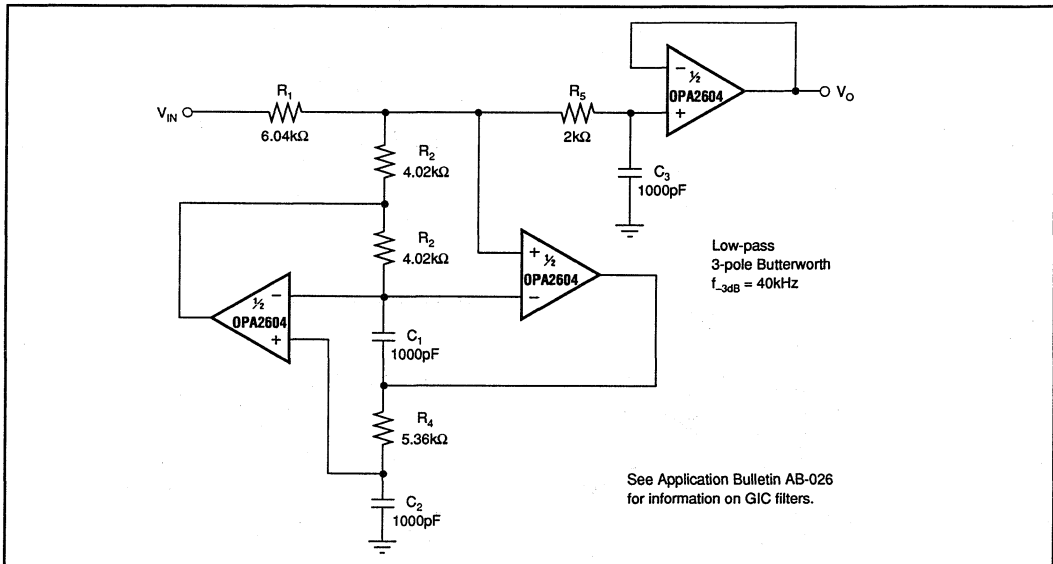 R1
6.04kΩ
VIN
R5
2kΩ
−
½
OPA2604
+
VO
R2
4.02kΩ
C3
1000pF
R2
4.02kΩ
+
½
OPA2604
−
Low-pass
3-pole Butterworth
f–3dB = 40kHz
−
½
OPA2604
+
C1
1000pF
R4
5.36kΩ
C2
1000pF
See Application Bulletin AB-026
for information on GIC filters.